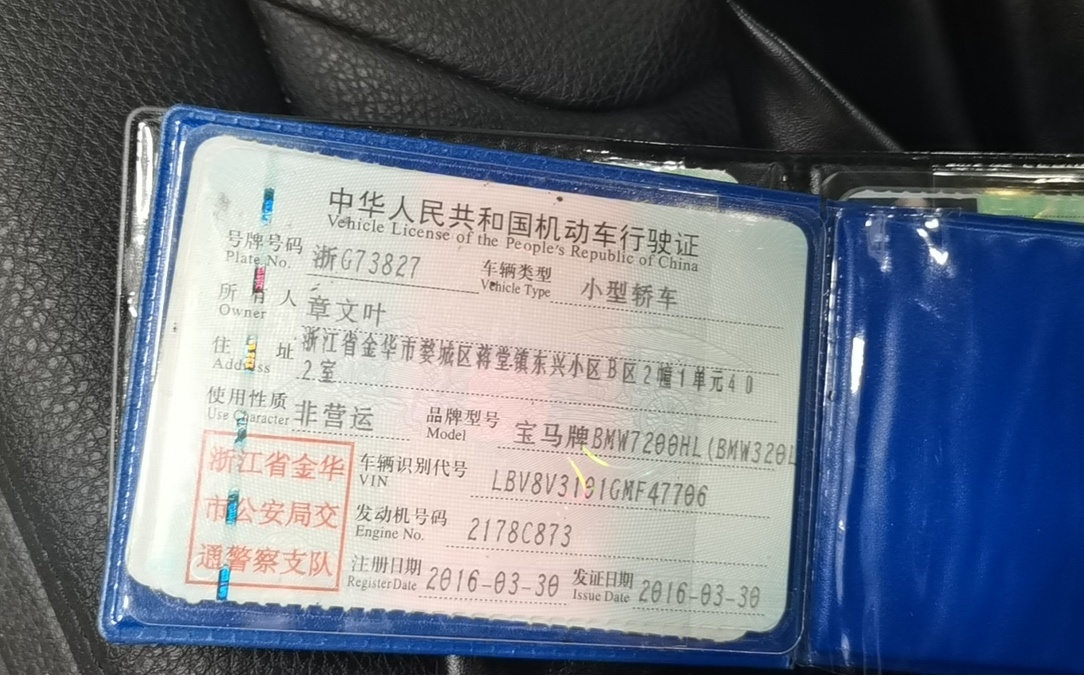 中华人民共和国机动车行驶证
Vehicle License of the People's Republic of China
号牌号码 浙G73827 车辆类型 小型轿车
Plate No. Vehicle Type
所有人 章文叶
Owner
住址 浙江省金华市婺城区蒋堂镇东兴小区B区2幢1单元40
Address 2室
使用性质 非营运 品牌型号 宝马牌BMW7200HL(BMW320L
Use Character Model
浙江省金华
市公安局交
通警察支队
车辆识别代号 LBV8V3101GMF47706
VIN
发动机号码 2178C873
Engine No.
注册日期 2016-03-30 发证日期 2016-03-30
Register Date Issue Date